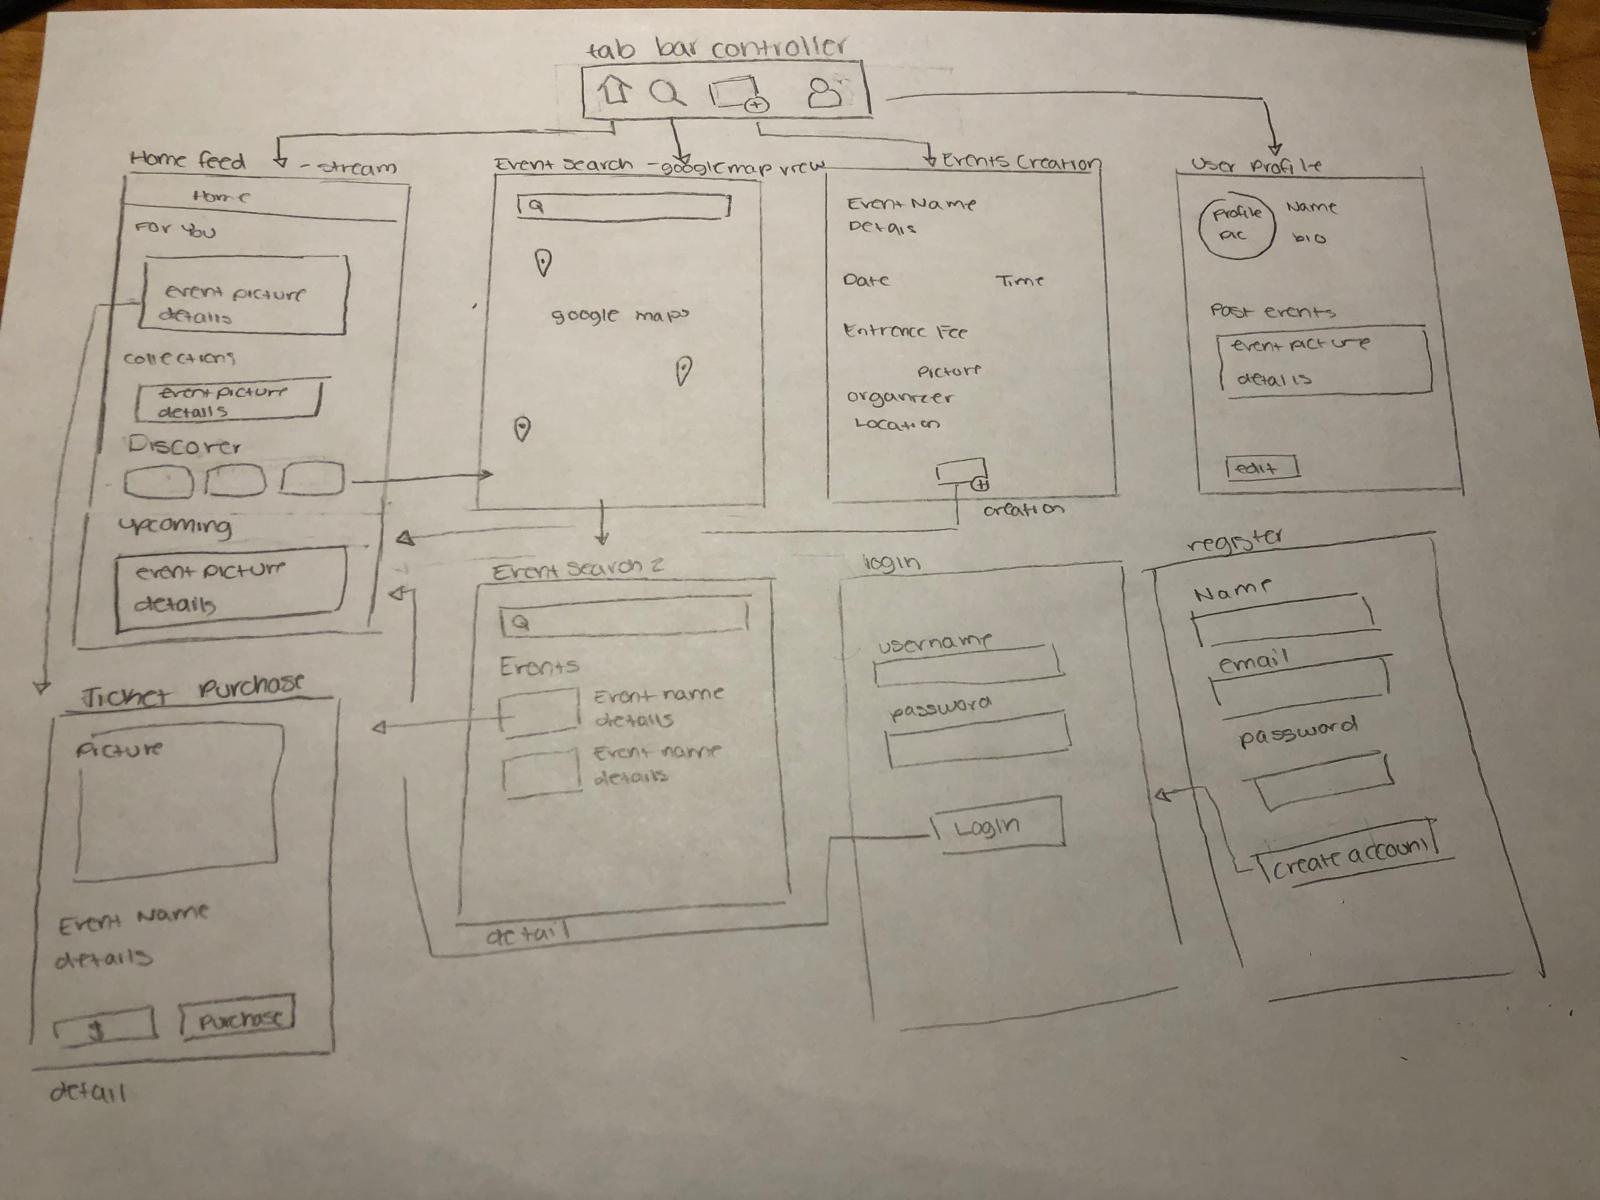 tab bar controller
Home feed - stream
Home
For You
event picture
details
collections
event picture
details
Discover
upcoming
event picture
details
Event search - google map view
Q
google maps
Events Creation
Event Name
Details
Date Time
Entrance Fee
Picture
organizer
Location
creation
User Profile
Profile
pic
Name
bio
Past events
event picture
details
edit
Ticket Purchase
Picture
Event Name
details
$
Purchase
detail
Event search 2
Q
Events
Event name
details
Event name
details
detail
login
username
password
Login
register
Name
email
password
create account